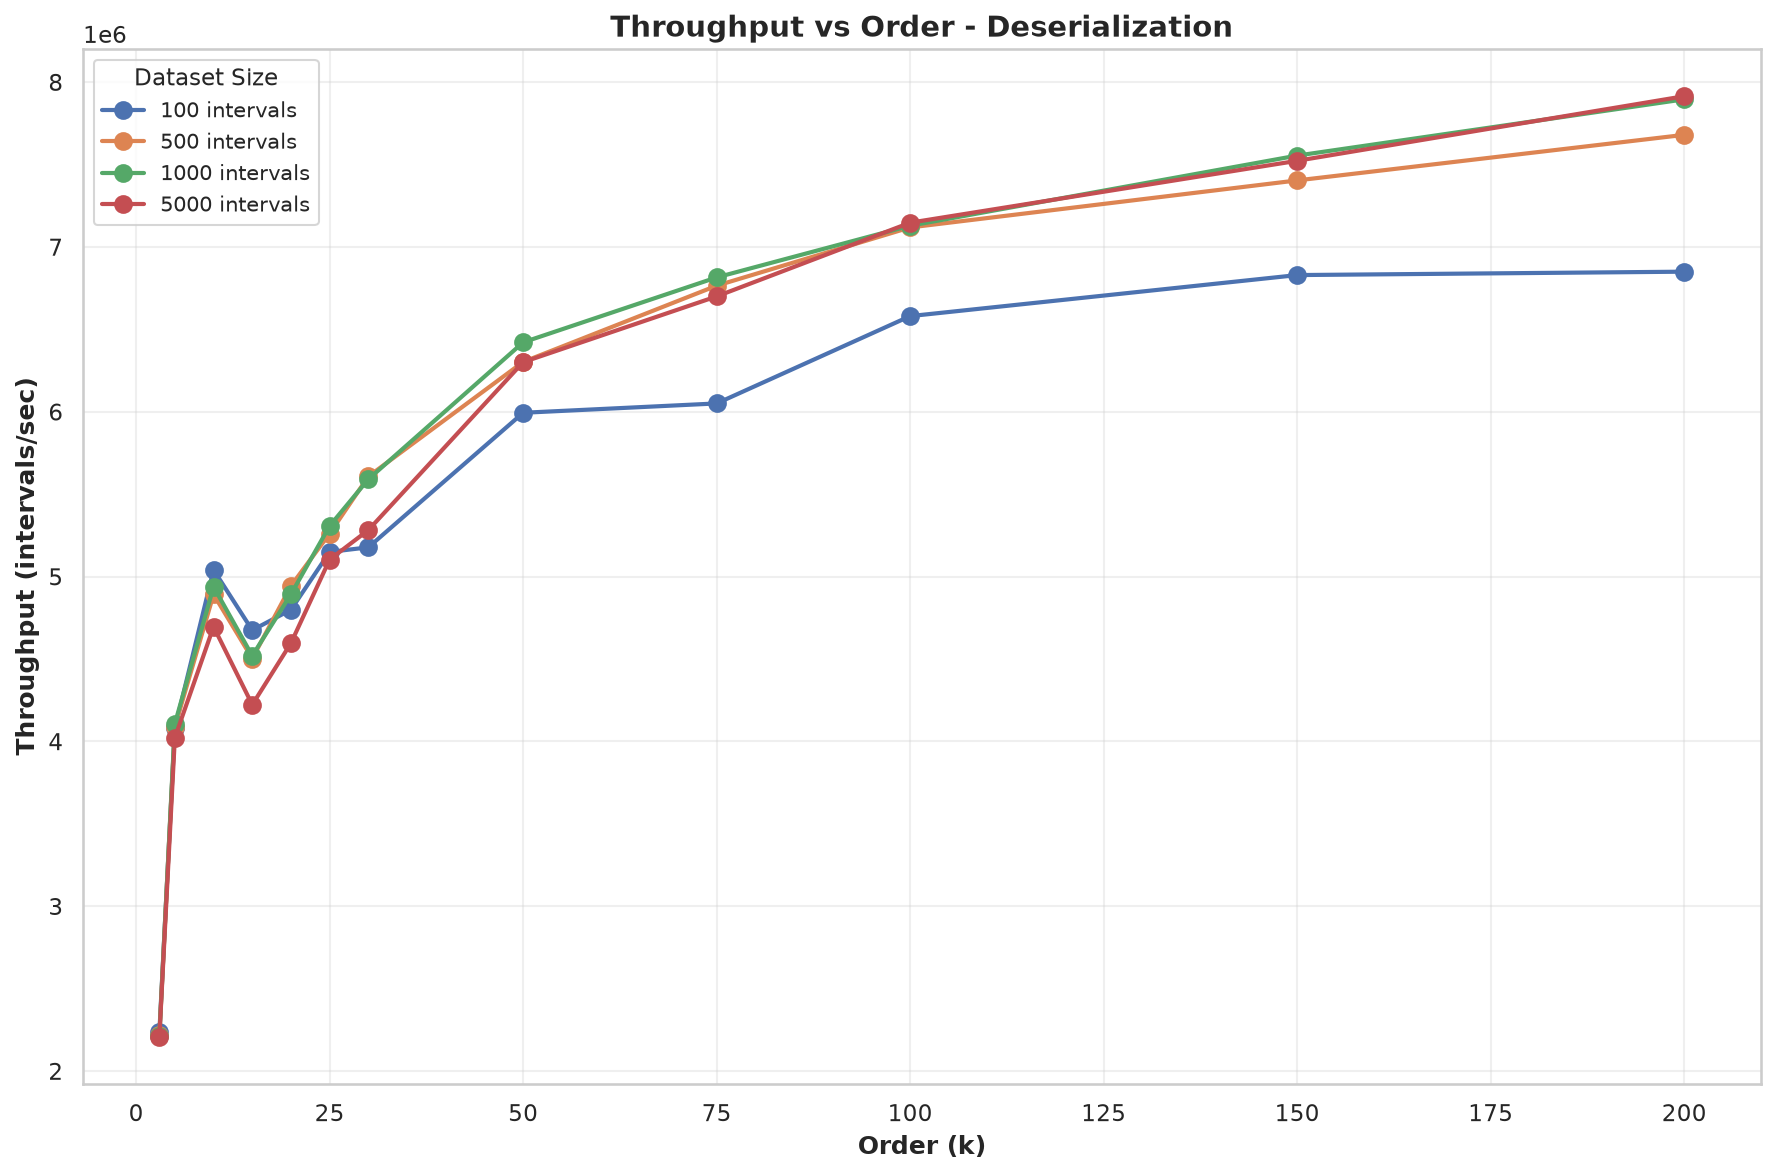 Throughput vs Order - Deserialization
1e6
Dataset Size
100 intervals
500 intervals
1000 intervals
5000 intervals
Throughput (intervals/sec)
8
7
6
5
4
3
2
0 25 50 75 100 125 150 175 200
Order (k)